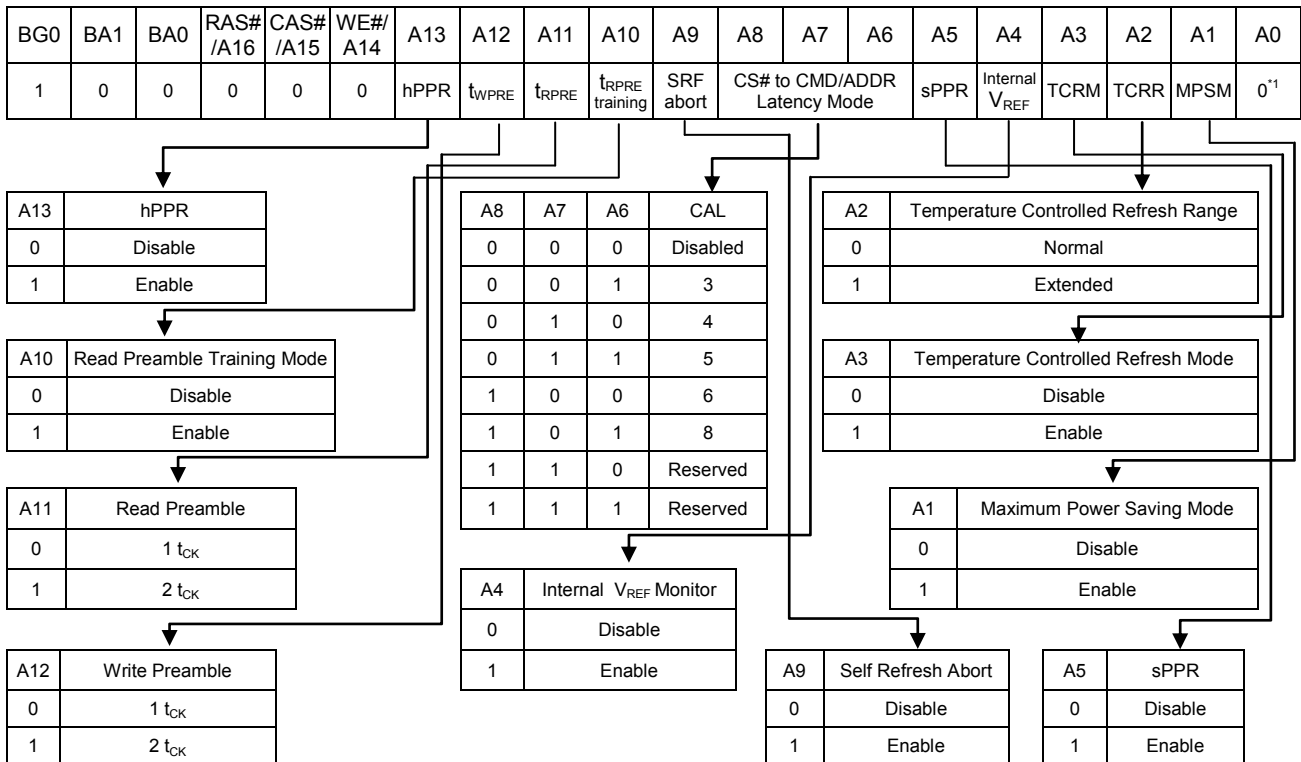 BG0 BA1 BA0 RAS# /A16 CAS# /A15 WE#/ A14 A13 A12 A11 A10 A9 A8 A7 A6 A5 A4 A3 A2 A1 A0
1 0 0 0 0 0 hPPR tWPRE tRPRE tRPRE training SRF abort CS# to CMD/ADDR Latency Mode sPPR Internal VREF TCRM TCRR MPSM 0*1
A13 hPPR
0 Disable
1 Enable
A10 Read Preamble Training Mode
0 Disable
1 Enable
A11 Read Preamble
0 1 tCK
1 2 tCK
A12 Write Preamble
0 1 tCK
1 2 tCK
A8 A7 A6 CAL
0 0 0 Disabled
0 0 1 3
0 1 0 4
0 1 1 5
1 0 0 6
1 0 1 8
1 1 0 Reserved
1 1 1 Reserved
A4 Internal VREF Monitor
0 Disable
1 Enable
A2 Temperature Controlled Refresh Range
0 Normal
1 Extended
A3 Temperature Controlled Refresh Mode
0 Disable
1 Enable
A1 Maximum Power Saving Mode
0 Disable
1 Enable
A9 Self Refresh Abort
0 Disable
1 Enable
A5 sPPR
0 Disable
1 Enable